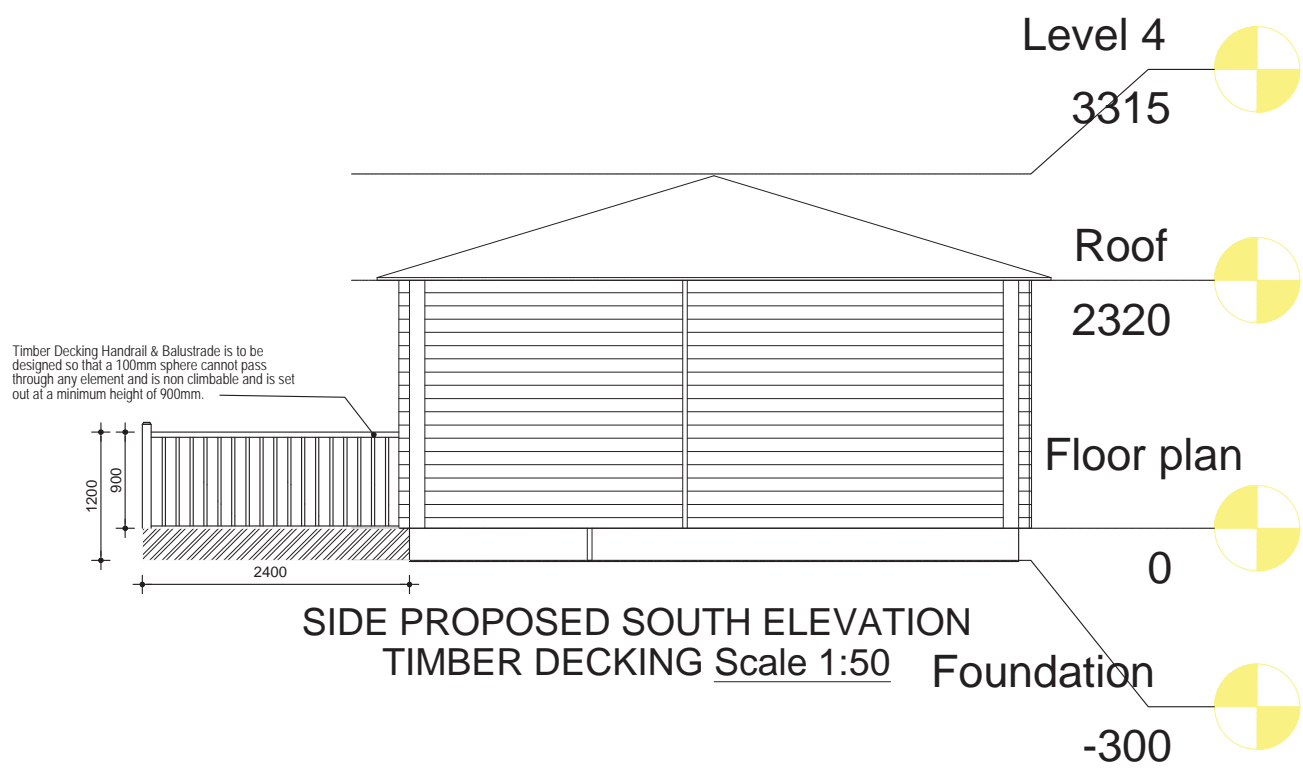 Level 4
3315
Roof
2320
Timber Decking Handrail & Balustrade is to be
designed so that a 100mm sphere cannot pass
through any element and is non climbable and is set
out at a minimum height of 900mm.
Floor plan
1200
900
0
2400
SIDE PROPOSED SOUTH ELEVATION
TIMBER DECKING Scale 1:50
Foundation
-300